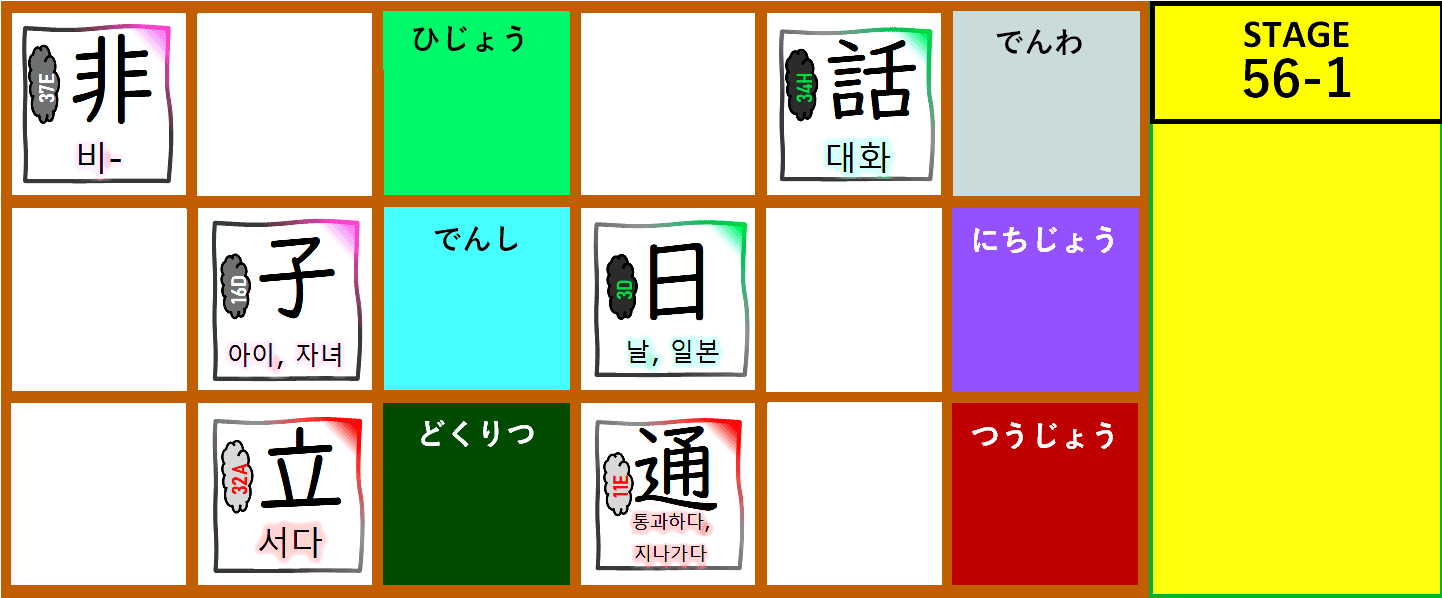 37E
非
비-
ひじょう
34H
話
대화
でんわ
STAGE
56-1
16D
子
아이, 자녀
でんし
3D
日
날, 일본
にちじょう
32A
立
서다
どくりつ
11E
通
통과하다,
지나가다
つうじょう